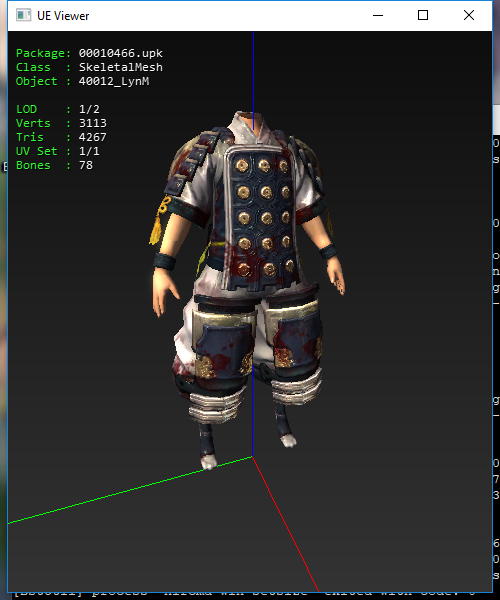 UE Viewer
Package: 00010466.upk
Class : SkeletalMesh
Object : 40012_LynM
LOD : 1/2
Verts : 3113
Tris : 4267
UV Set : 1/1
Bones : 78